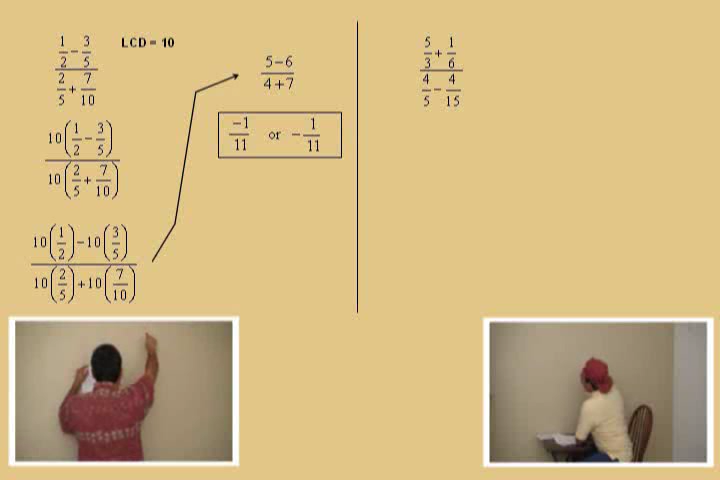 1/2 − 3/5
2/5 + 7/10
LCD = 10
10(1/2 − 3/5)
10(2/5 + 7/10)
10(1/2) − 10(3/5)
10(2/5) + 10(7/10)
5 − 6
4 + 7
−1/11 or − 1/11
5/3 + 1/6
4/5 − 4/15